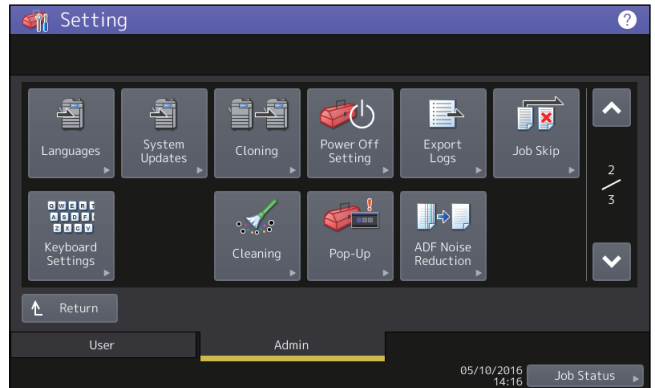 Setting
?
Languages
System
Updates
Cloning
Power Off
Setting
Export
Logs
Job Skip
2
3
Keyboard
Settings
Cleaning
Pop-Up
ADF Noise
Reduction
Return
User
Admin
05/10/2016
14:16
Job Status